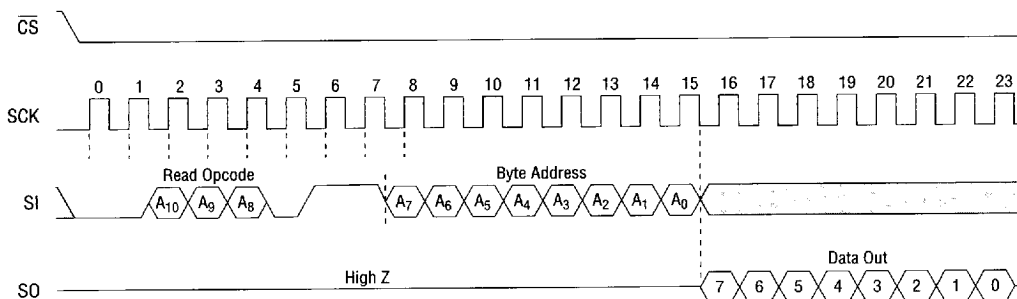 CS
0 1 2 3 4 5 6 7 8 9 10 11 12 13 14 15 16 17 18 19 20 21 22 23
SCK
Read Opcode Byte Address
SI A10 A9 A8 A7 A6 A5 A4 A3 A2 A1 A0
High Z Data Out
SO 7 6 5 4 3 2 1 0